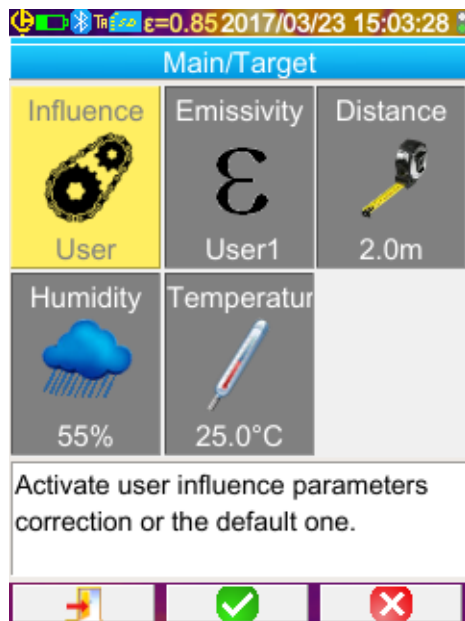 ε=0.85 2017/03/23 15:03:28
Main/Target
Influence Emissivity Distance
ε
User User1 2.0m
Humidity Temperatur
55% 25.0°C
Activate user influence parameters
correction or the default one.